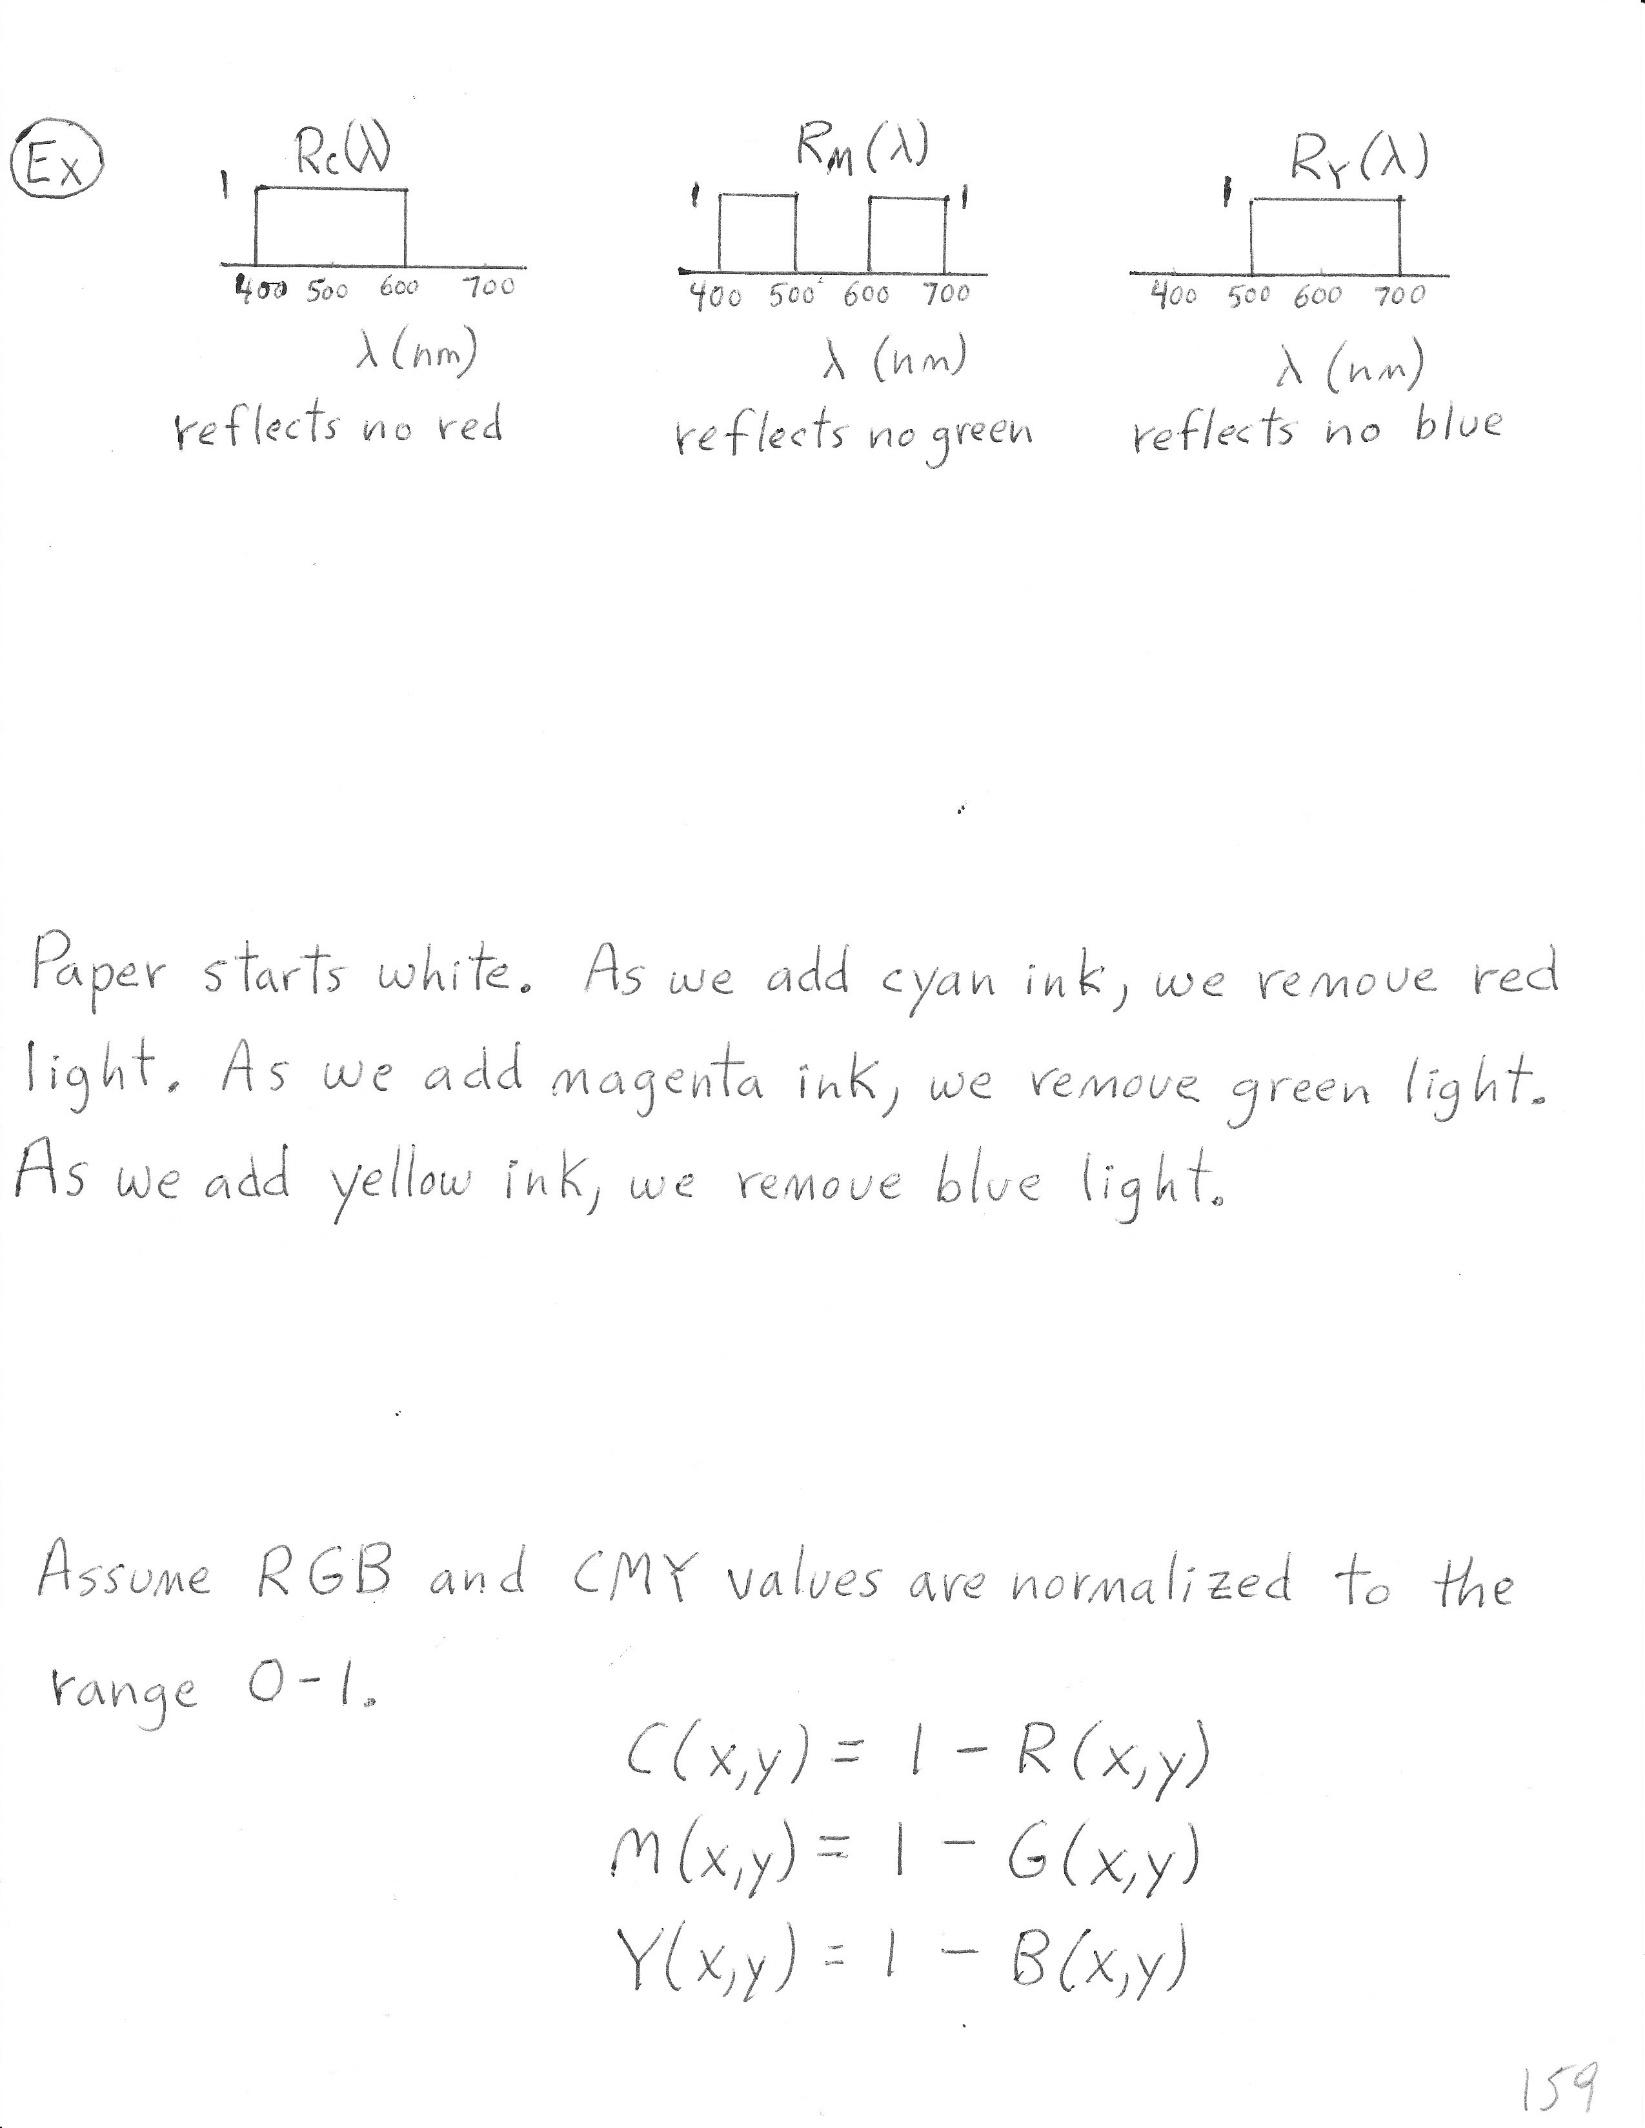 Ex
Rc(λ) RM(λ) RY(λ)
1 1 1 1
400 500 600 700 400 500 600 700 400 500 600 700
λ (nm) λ (nm) λ (nm)
reflects no red reflects no green reflects no blue
Paper starts white. As we add cyan ink, we remove red
light. As we add magenta ink, we remove green light.
As we add yellow ink, we remove blue light.
Assume RGB and CMY values are normalized to the
range 0-1.
C(x,y) = 1 - R(x,y)
M(x,y) = 1 - G(x,y)
Y(x,y) = 1 - B(x,y)
159